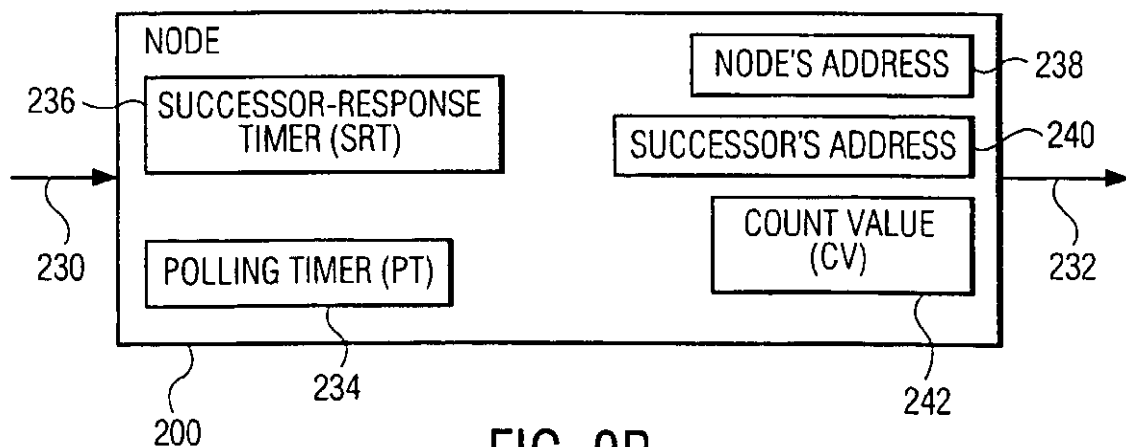 NODE
NODE'S ADDRESS
238
236
SUCCESSOR-RESPONSE
TIMER (SRT)
SUCCESSOR'S ADDRESS
240
230
COUNT VALUE
(CV)
232
POLLING TIMER (PT)
234
242
200
FIG.